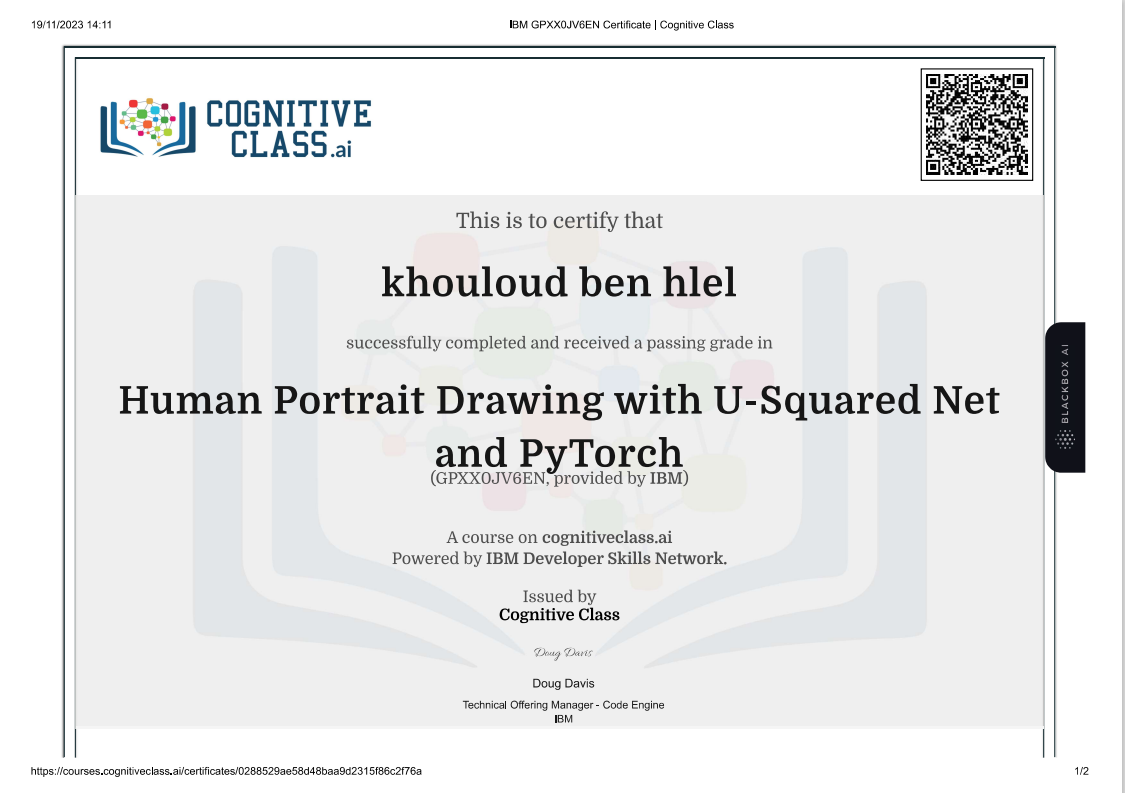 19/11/2023 14:11
IBM GPXX0JV6EN Certificate | Cognitive Class
COGNITIVE
CLASS.ai
This is to certify that
khouloud ben hlel
successfully completed and received a passing grade in
Human Portrait Drawing with U-Squared Net
and PyTorch
(GPXX0JV6EN, provided by IBM)
A course on cognitiveclass.ai
Powered by IBM Developer Skills Network.
Issued by
Cognitive Class
Doug Davis
Doug Davis
Technical Offering Manager - Code Engine
IBM
BLACKBOX AI
https://courses.cognitiveclass.ai/certificates/0288529ae58d48baa9d2315f86c2f76a
1/2